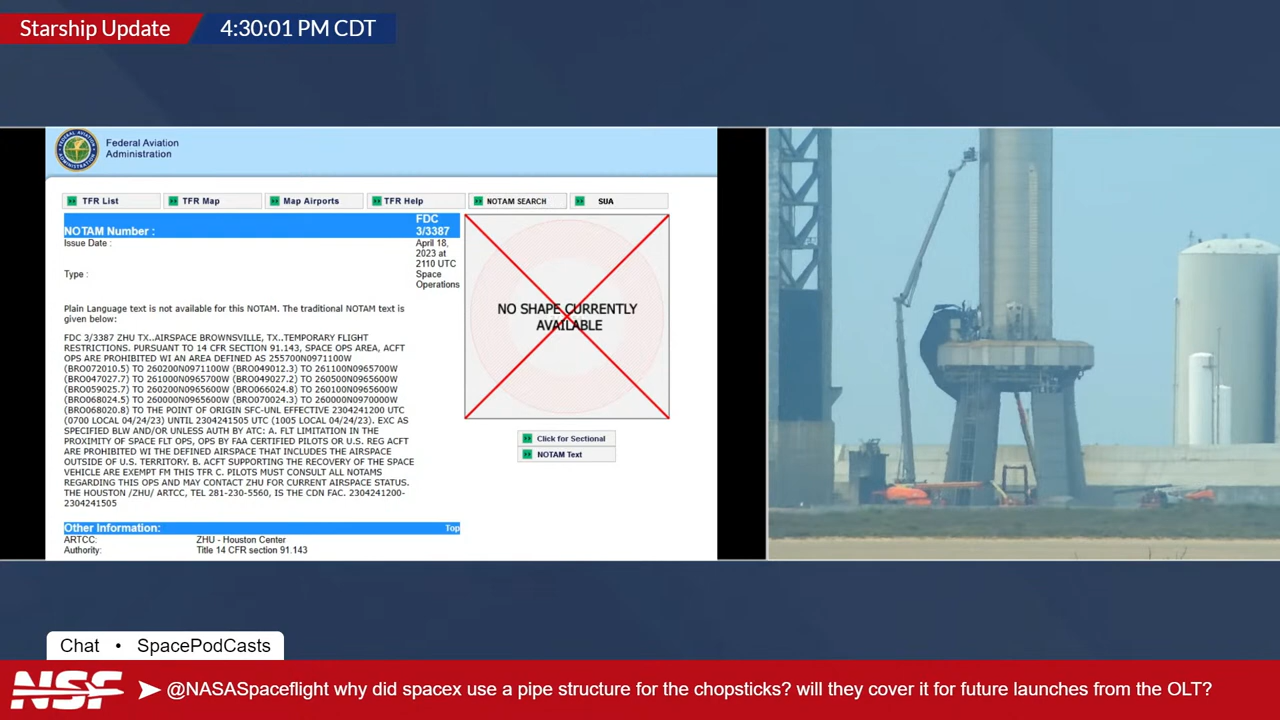 Starship Update
4:30:01 PM CDT
Federal Aviation
Administration
TFR List
TFR Map
Map Airports
TFR Help
NOTAM SEARCH
SUA
NOTAM Number :
FDC
3/3387
Issue Date :
April 18,
2023 at
2110 UTC
Type :
Space
Operations
Plain Language text is not available for this NOTAM. The traditional NOTAM text is
given below:
FDC 3/3387 ZHU TX..AIRSPACE BROWNSVILLE, TX..TEMPORARY FLIGHT
RESTRICTIONS. PURSUANT TO 14 CFR SECTION 91.143, SPACE OPS AREA, ACFT
OPS ARE PROHIBITED WI AN AREA DEFINED AS 255700N0971100W
(BRO072010.5) TO 260200N0971100W (BRO049012.3) TO 261100N0965700W
(BRO047027.7) TO 261100N0965700W (BRO049027.2) TO 260500N0965600W
(BRO059025.7) TO 260200N0965600W (BRO066024.8) TO 260100N0965600W
(BRO068024.5) TO 260000N0965600W (BRO070024.3) TO 260000N0970000W
(BRO068020.8) TO THE POINT OF ORIGIN SFC-UNL EFFECTIVE 2304241200 UTC
(0700 LOCAL 04/24/23) UNTIL 2304241505 UTC (1005 LOCAL 04/24/23). EXC AS
SPECIFIED BLW AND/OR UNLESS AUTH BY ATC: A. FLT LIMITATION IN THE
PROXIMITY OF SPACE FLT OPS, OPS BY FAA CERTIFIED PILOTS OR U.S. REG ACFT
ARE PROHIBITED WI THE DEFINED AIRSPACE THAT INCLUDES THE AIRSPACE
OUTSIDE OF U.S. TERRITORY. B. ACFT SUPPORTING THE RECOVERY OF THE SPACE
VEHICLE ARE EXEMPT FM THIS TFR C. PILOTS MUST CONSULT ALL NOTAMS
REGARDING THIS OPS AND MAY CONTACT ZHU FOR CURRENT AIRSPACE STATUS.
THE HOUSTON /ZHU/ ARTCC, TEL 281-230-5560, IS THE CDN FAC. 2304241200-
2304241505
NO SHAPE CURRENTLY
AVAILABLE
Click for Sectional
NOTAM Text
Other Information:
Top
ARTCC:
ZHU - Houston Center
Authority:
Title 14 CFR section 91.143
Chat • SpacePodCasts
NSF
@NASASpaceflight why did spacex use a pipe structure for the chopsticks? will they cover it for future launches from the OLT?